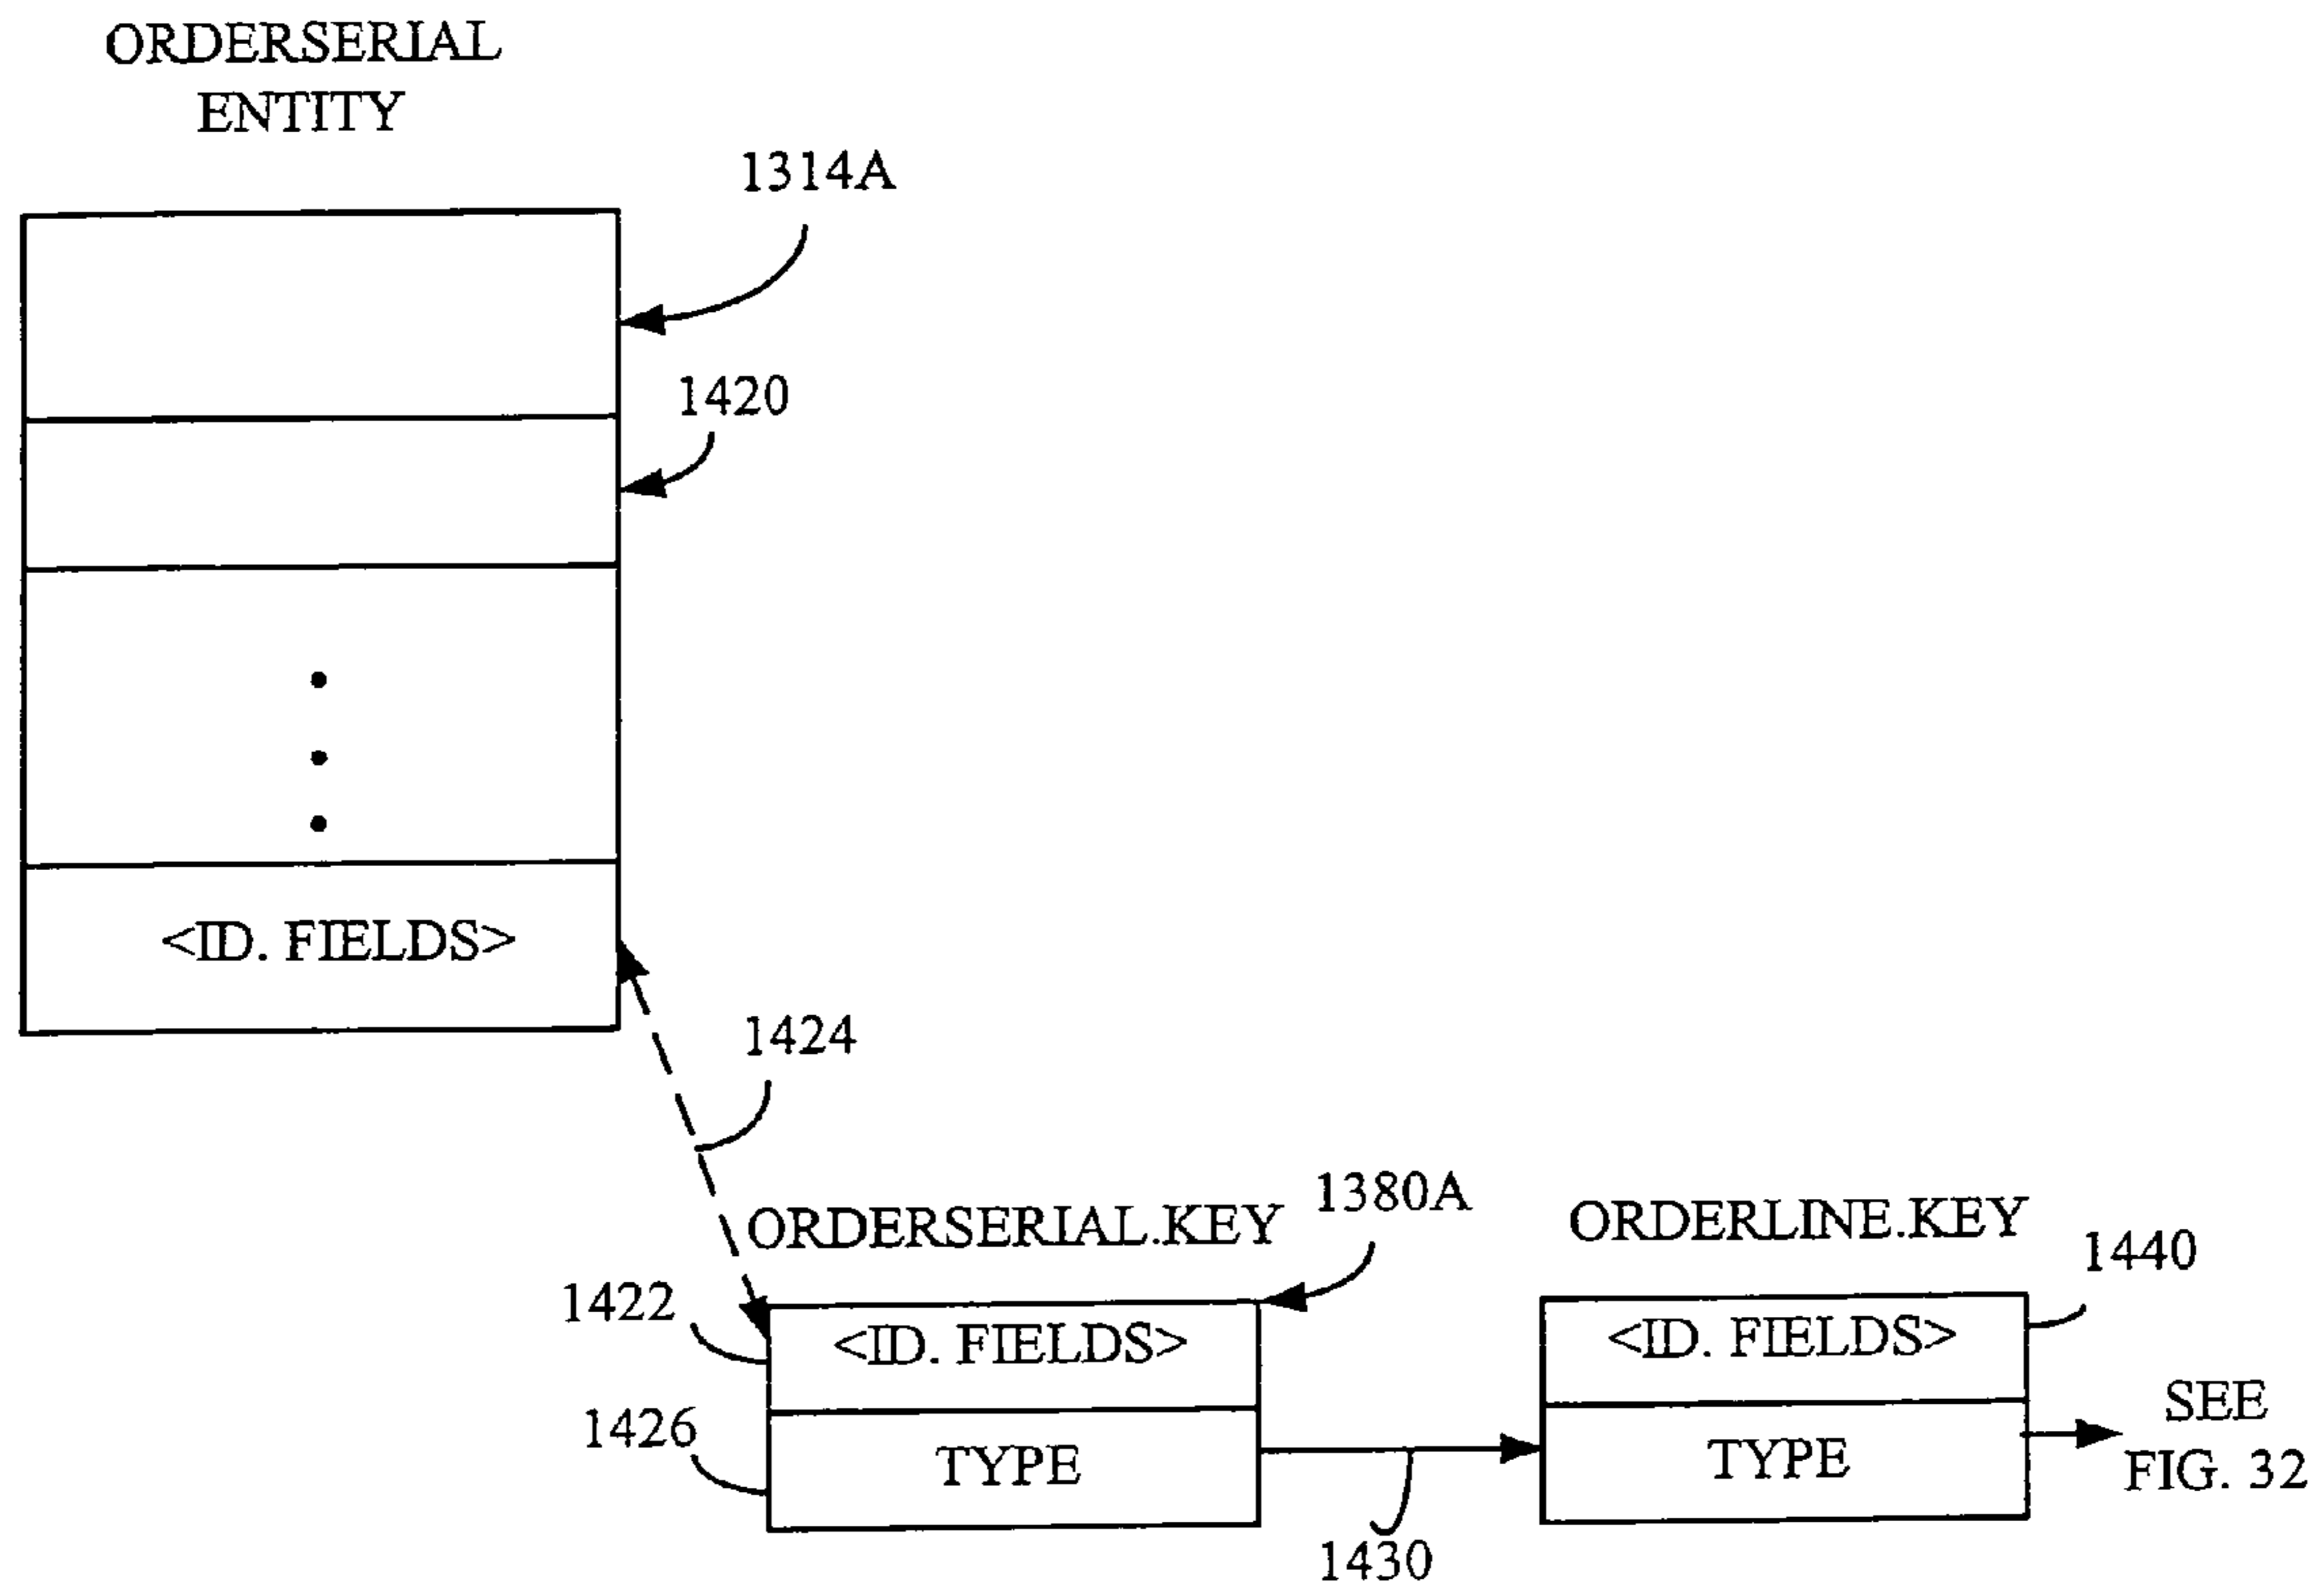 ORDERSERIAL
ENTITY
1314A
1420
<ID. FIELDS>
1424
ORDERSERIAL.KEY
1380A
ORDERLINE.KEY
1440
1422
<ID. FIELDS>
<ID. FIELDS>
1426
TYPE
TYPE
SEE
FIG. 32
1430